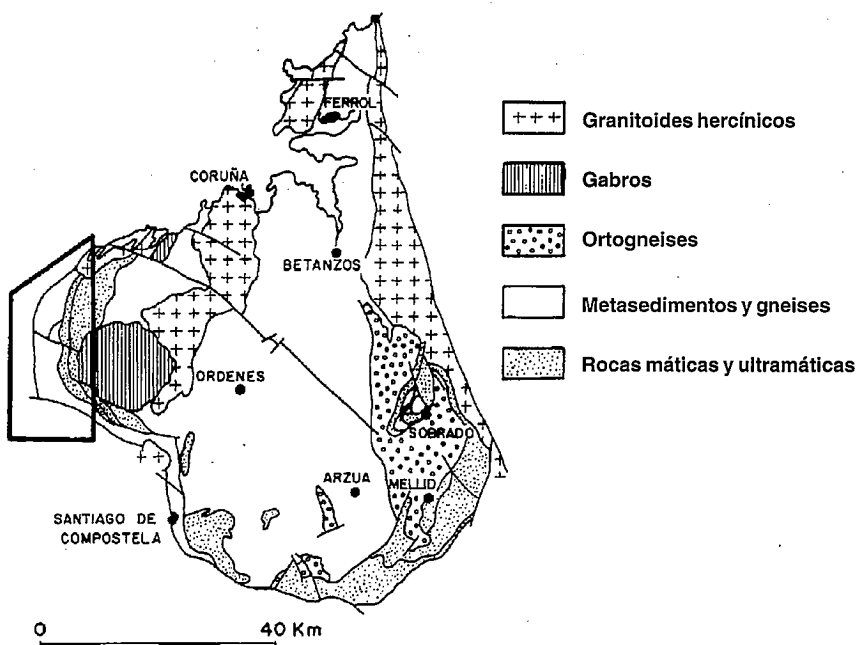 FERROL
CORUÑA
BETANZOS
ORDENES
SOBRADO
ARZUA
MELLID
SANTIAGO DE
COMPOSTELA
0 40 Km
Granitoides hercínicos
Gabros
Ortogneises
Metasedimentos y gneises
Rocas máticas y ultramáticas